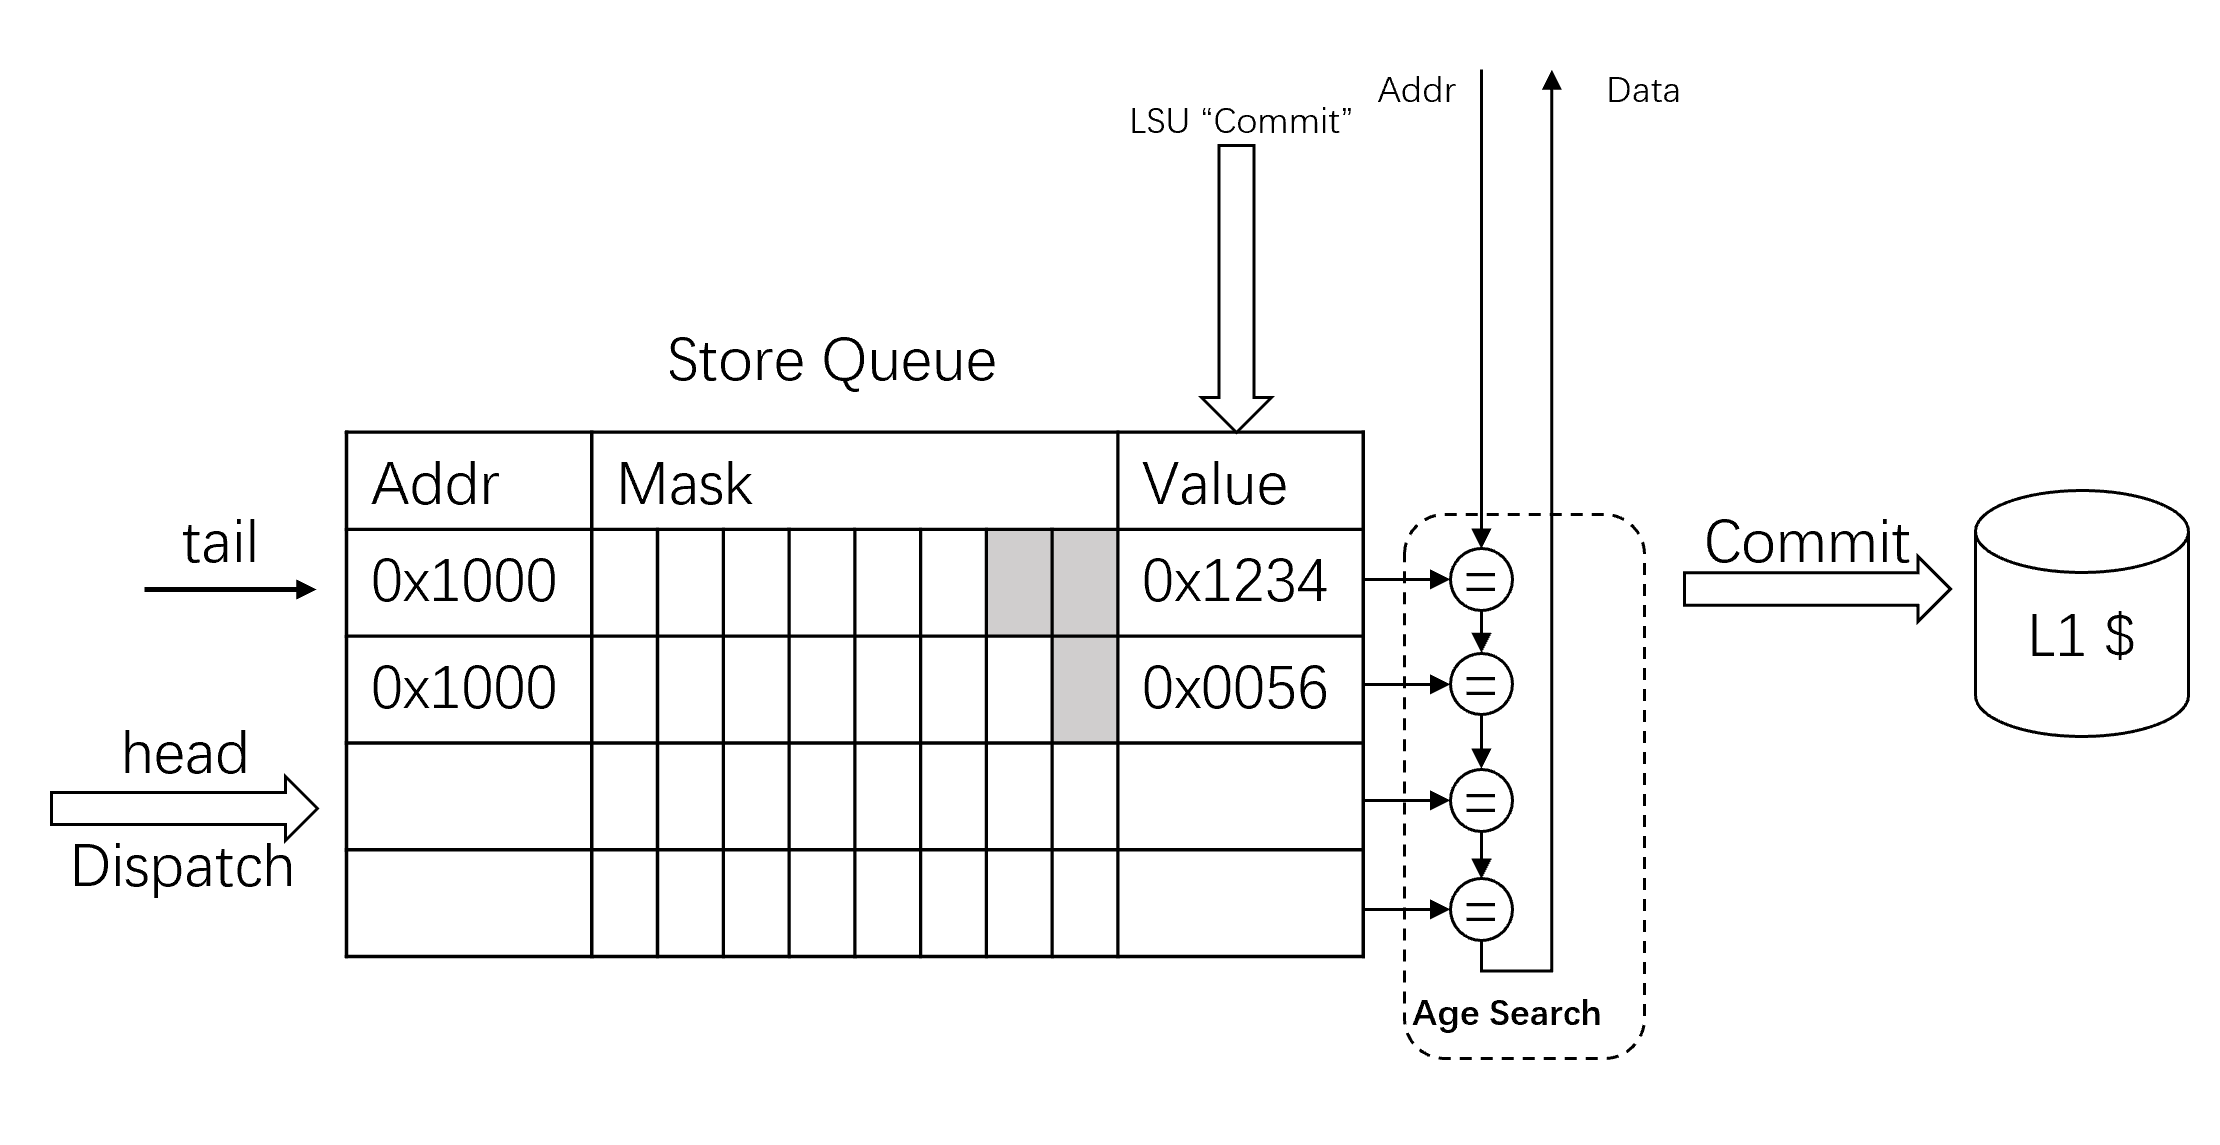 Addr
Data
LSU “Commit”
Store Queue
Addr Mask Value
tail
0x1000 0x1234
=
Commit
0x1000 0x0056
=
L1 $
head
=
Dispatch
=
Age Search